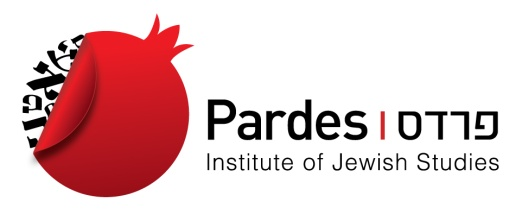 Pardes | פרדס
Institute of Jewish Studies